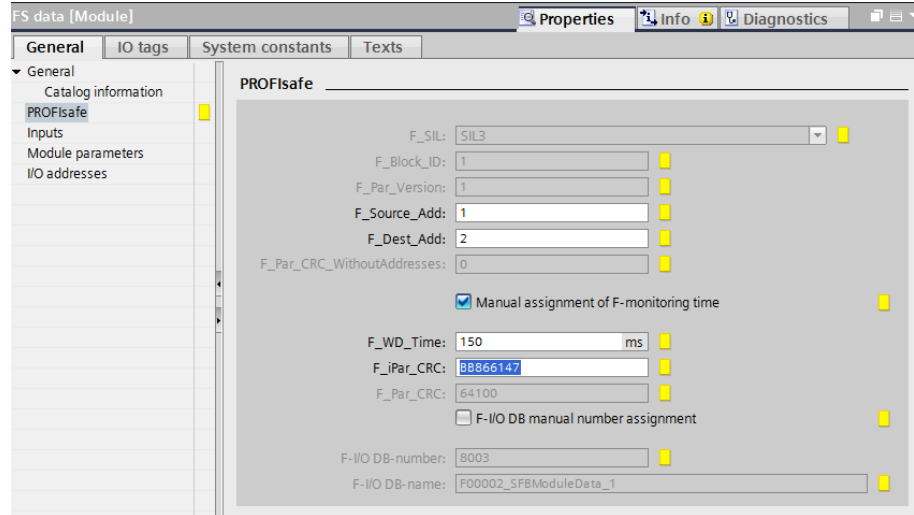 FS data [Module]
Properties
Info
Diagnostics
General
IO tags
System constants
Texts
General
Catalog information
PROFIsafe
Inputs
Module parameters
I/O addresses
PROFIsafe
F_SIL: SIL3
F_Block_ID: 1
F_Par_Version: 1
F_Source_Add: 1
F_Dest_Add: 2
F_Par_CRC_WithoutAddresses: 0
Manual assignment of F-monitoring time
F_WD_Time: 150 ms
F_iPar_CRC: BB866147
F_Par_CRC: 64100
F-I/O DB manual number assignment
F-I/O DB-number: 8003
F-I/O DB-name: F00002_SFBModuleData_1